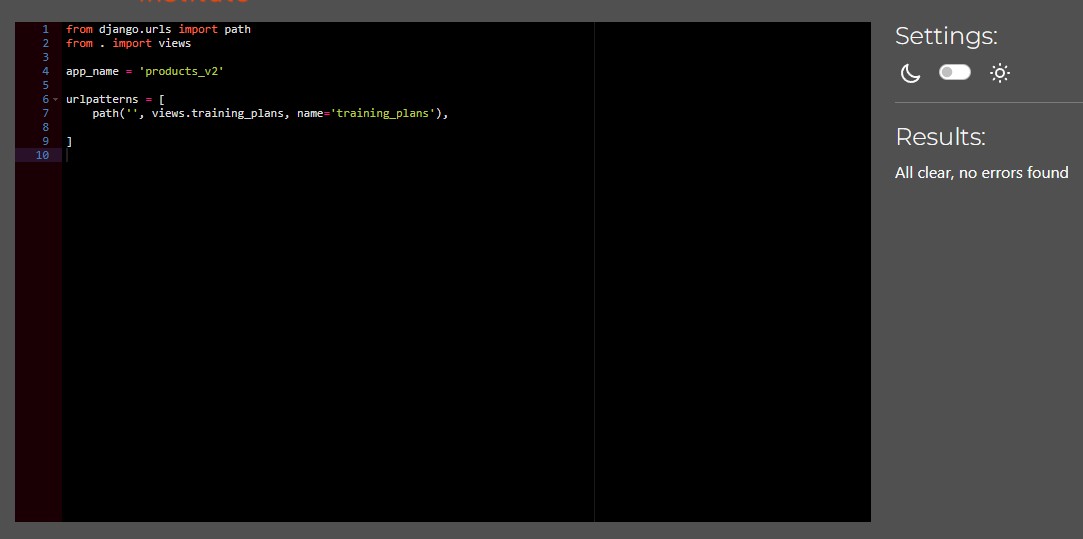 1 from django.urls import path
2 from . import views
3
4 app_name = 'products_v2'
5
6 urlpatterns = [
7     path('', views.training_plans, name='training_plans'),
8
9 ]
10
Settings:
Results:
All clear, no errors found